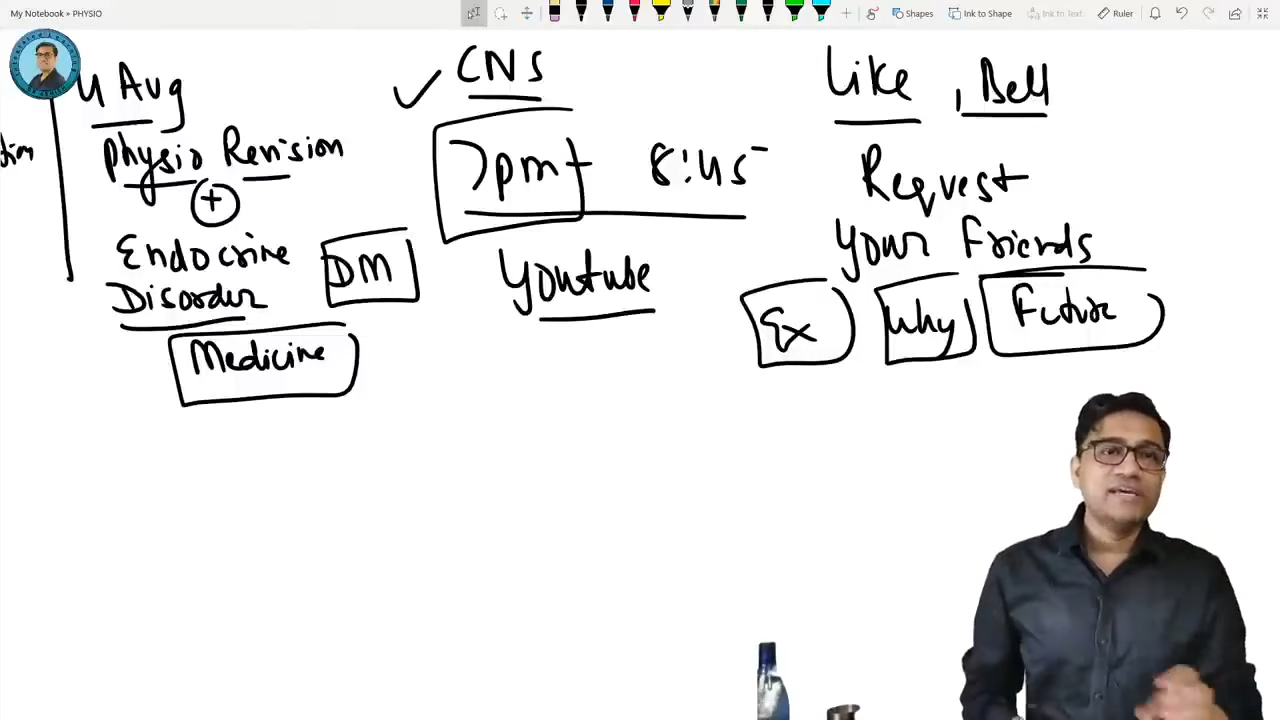 My Notebook » PHYSIO
Shapes
Ink to Shape
Ink to Text
Ruler
4 Aug
Physio Revision
+
Endocrine
Disorder
DM
Medicine
✓ CNS
7pm + 8:45
Youtube
Like, Bell
Request
Your Friends
Ex
Why
Future